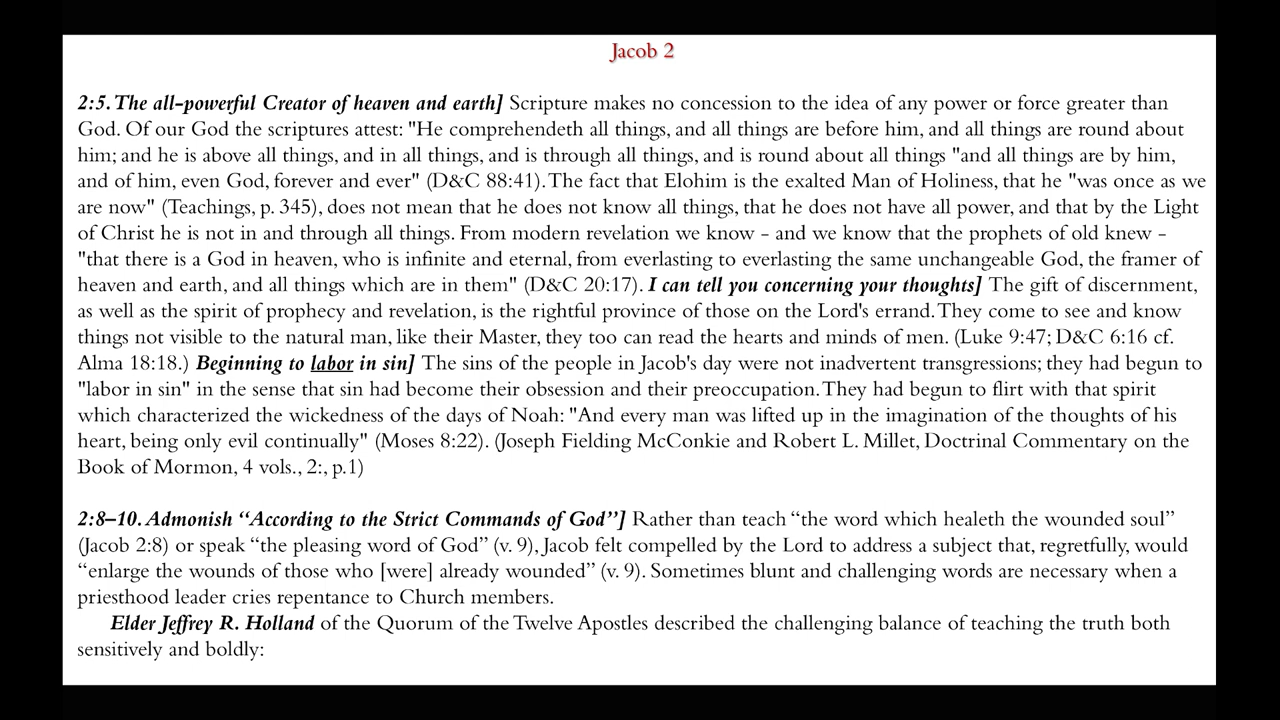 Jacob 2
2:5. The all-powerful Creator of heaven and earth] Scripture makes no concession to the idea of any power or force greater than
God. Of our God the scriptures attest: "He comprehendeth all things, and all things are before him, and all things are round about
him; and he is above all things, and in all things, and is through all things, and is round about all things "and all things are by him,
and of him, even God, forever and ever" (D&C 88:41). The fact that Elohim is the exalted Man of Holiness, that he "was once as we
are now" (Teachings, p. 345), does not mean that he does not know all things, that he does not have all power, and that by the Light
of Christ he is not in and through all things. From modern revelation we know - and we know that the prophets of old knew -
"that there is a God in heaven, who is infinite and eternal, from everlasting to everlasting the same unchangeable God, the framer of
heaven and earth, and all things which are in them" (D&C 20:17). I can tell you concerning your thoughts] The gift of discernment,
as well as the spirit of prophecy and revelation, is the rightful province of those on the Lord's errand. They come to see and know
things not visible to the natural man, like their Master, they too can read the hearts and minds of men. (Luke 9:47; D&C 6:16 cf.
Alma 18:18.) Beginning to labor in sin] The sins of the people in Jacob's day were not inadvertent transgressions; they had begun to
"labor in sin" in the sense that sin had become their obsession and their preoccupation. They had begun to flirt with that spirit
which characterized the wickedness of the days of Noah: "And every man was lifted up in the imagination of the thoughts of his
heart, being only evil continually" (Moses 8:22). (Joseph Fielding McConkie and Robert L. Millet, Doctrinal Commentary on the
Book of Mormon, 4 vols., 2:, p.1)
2:8–10. Admonish “According to the Strict Commands of God”] Rather than teach “the word which healeth the wounded soul”
(Jacob 2:8) or speak “the pleasing word of God” (v. 9), Jacob felt compelled by the Lord to address a subject that, regretfully, would
“enlarge the wounds of those who [were] already wounded” (v. 9). Sometimes blunt and challenging words are necessary when a
priesthood leader cries repentance to Church members.
Elder Jeffrey R. Holland of the Quorum of the Twelve Apostles described the challenging balance of teaching the truth both
sensitively and boldly: